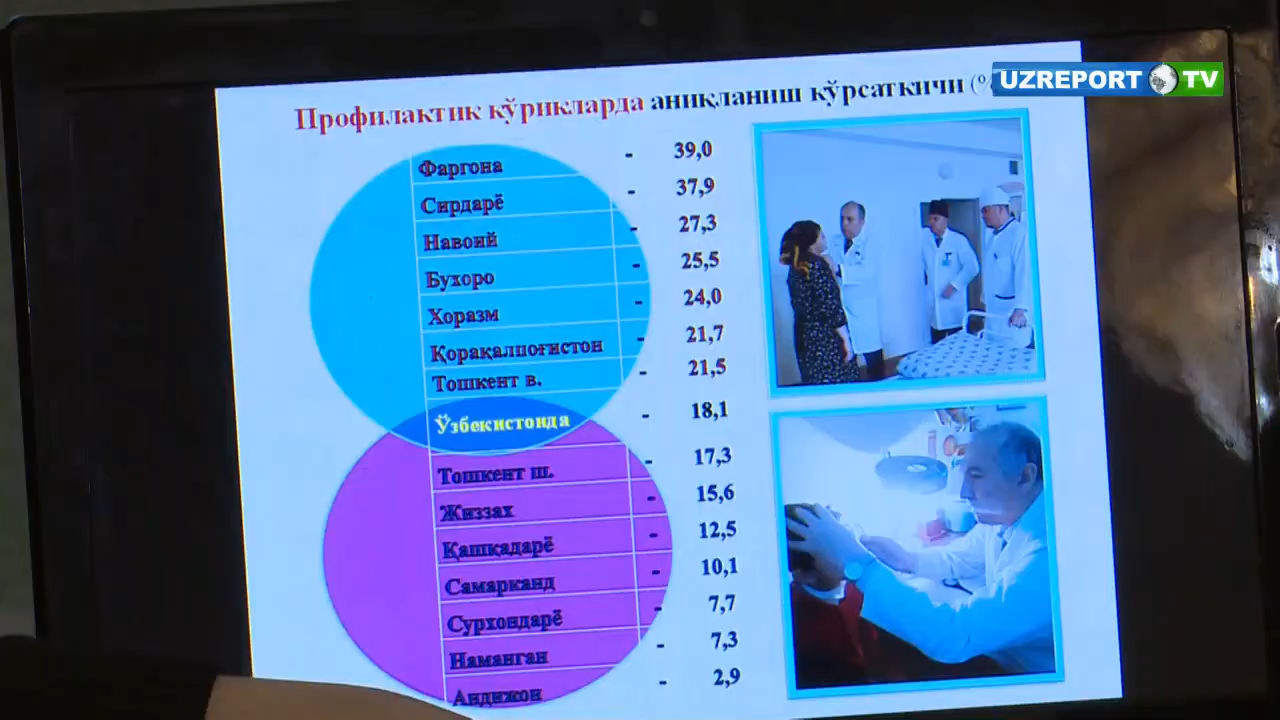 UZREPORT TV
Профилактик кўрикларда аниқланиш кўрсаткичи (%
Фаргона - 39,0
Сирдарё - 37,9
Навоий - 27,3
Бухоро - 25,5
Хоразм - 24,0
Қорақалпоғистон - 21,7
Тошкент в. - 21,5
Ўзбекистонда - 18,1
Тошкент ш. - 17,3
Жиззах - 15,6
Қашқадарё - 12,5
Самарканд - 10,1
Сурхондарё - 7,7
Наманган - 7,3
Андижон - 2,9